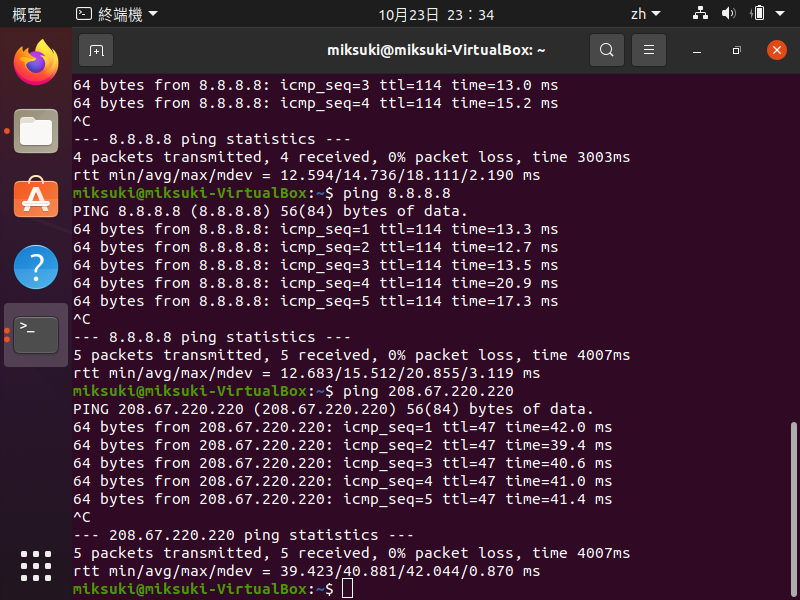 概覽 終端機 10月23日 23：34 zh
miksuki@miksuki-VirtualBox: ~
64 bytes from 8.8.8.8: icmp_seq=3 ttl=114 time=13.0 ms
64 bytes from 8.8.8.8: icmp_seq=4 ttl=114 time=15.2 ms
^C
--- 8.8.8.8 ping statistics ---
4 packets transmitted, 4 received, 0% packet loss, time 3003ms
rtt min/avg/max/mdev = 12.594/14.736/18.111/2.190 ms
miksuki@miksuki-VirtualBox:~$ ping 8.8.8.8
PING 8.8.8.8 (8.8.8.8) 56(84) bytes of data.
64 bytes from 8.8.8.8: icmp_seq=1 ttl=114 time=13.3 ms
64 bytes from 8.8.8.8: icmp_seq=2 ttl=114 time=12.7 ms
64 bytes from 8.8.8.8: icmp_seq=3 ttl=114 time=13.5 ms
64 bytes from 8.8.8.8: icmp_seq=4 ttl=114 time=20.9 ms
64 bytes from 8.8.8.8: icmp_seq=5 ttl=114 time=17.3 ms
^C
--- 8.8.8.8 ping statistics ---
5 packets transmitted, 5 received, 0% packet loss, time 4007ms
rtt min/avg/max/mdev = 12.683/15.512/20.855/3.119 ms
miksuki@miksuki-VirtualBox:~$ ping 208.67.220.220
PING 208.67.220.220 (208.67.220.220) 56(84) bytes of data.
64 bytes from 208.67.220.220: icmp_seq=1 ttl=47 time=42.0 ms
64 bytes from 208.67.220.220: icmp_seq=2 ttl=47 time=39.4 ms
64 bytes from 208.67.220.220: icmp_seq=3 ttl=47 time=40.6 ms
64 bytes from 208.67.220.220: icmp_seq=4 ttl=47 time=41.0 ms
64 bytes from 208.67.220.220: icmp_seq=5 ttl=47 time=41.4 ms
^C
--- 208.67.220.220 ping statistics ---
5 packets transmitted, 5 received, 0% packet loss, time 4007ms
rtt min/avg/max/mdev = 39.423/40.881/42.044/0.870 ms
miksuki@miksuki-VirtualBox:~$